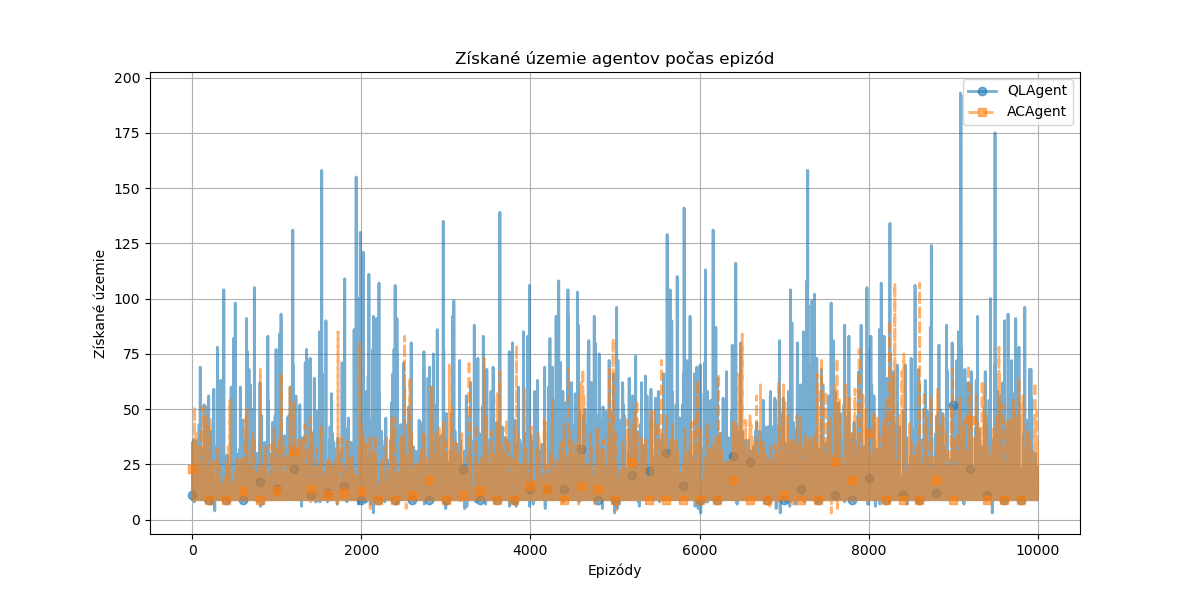 Získané územie agentov počas epizód
200
175
150
125
100
75
50
25
0
Získané územie
QLAgent
ACAgent
0 2000 4000 6000 8000 10000
Epizódy